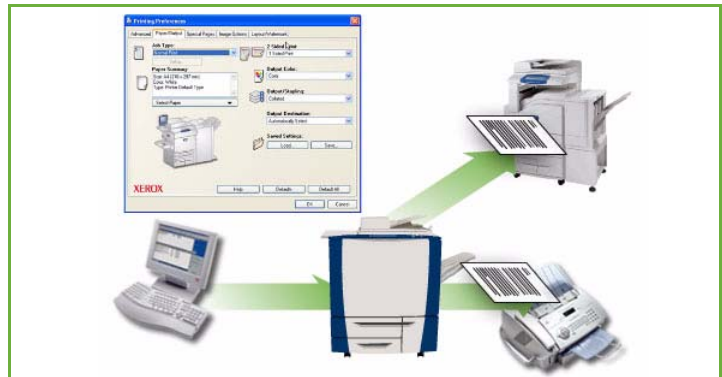 Printing Preferences
Advanced Paper/Output Special Pages Image Options Layout/Watermark
Job Type:
Normal Print
Paper Summary
Size: A4 (210 x 297 mm)
Color: White
Type: Printer Default Type
Select Paper
2 Sided Print
1 Sided Print
Output Color:
Color
Output/Stapling:
Collated
Output Destination:
Automatically Select
Saved Settings:
Load... Save...
XEROX
Help Defaults Default All
OK Cancel